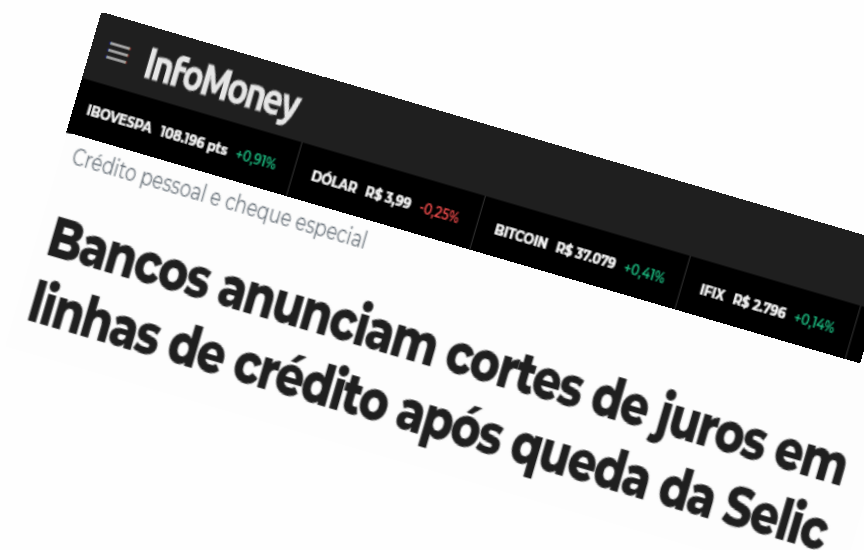 InfoMoney
IBOVESPA 108.196 pts +0,91% DÓLAR R$ 3,99 -0,25% BITCOIN R$ 37.079 +0,41% IFIX R$ 2.796 +0,14%
Crédito pessoal e cheque especial
Bancos anunciam cortes de juros em
linhas de crédito após queda da Selic